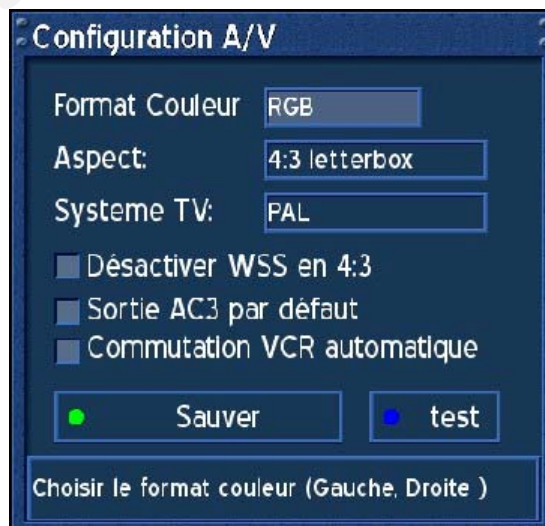 Configuration A/V
Format Couleur RGB
Aspect: 4:3 letterbox
Systeme TV: PAL
Désactiver WSS en 4:3
Sortie AC3 par défaut
Commutation VCR automatique
Sauver test
Choisir le format couleur (Gauche, Droite )